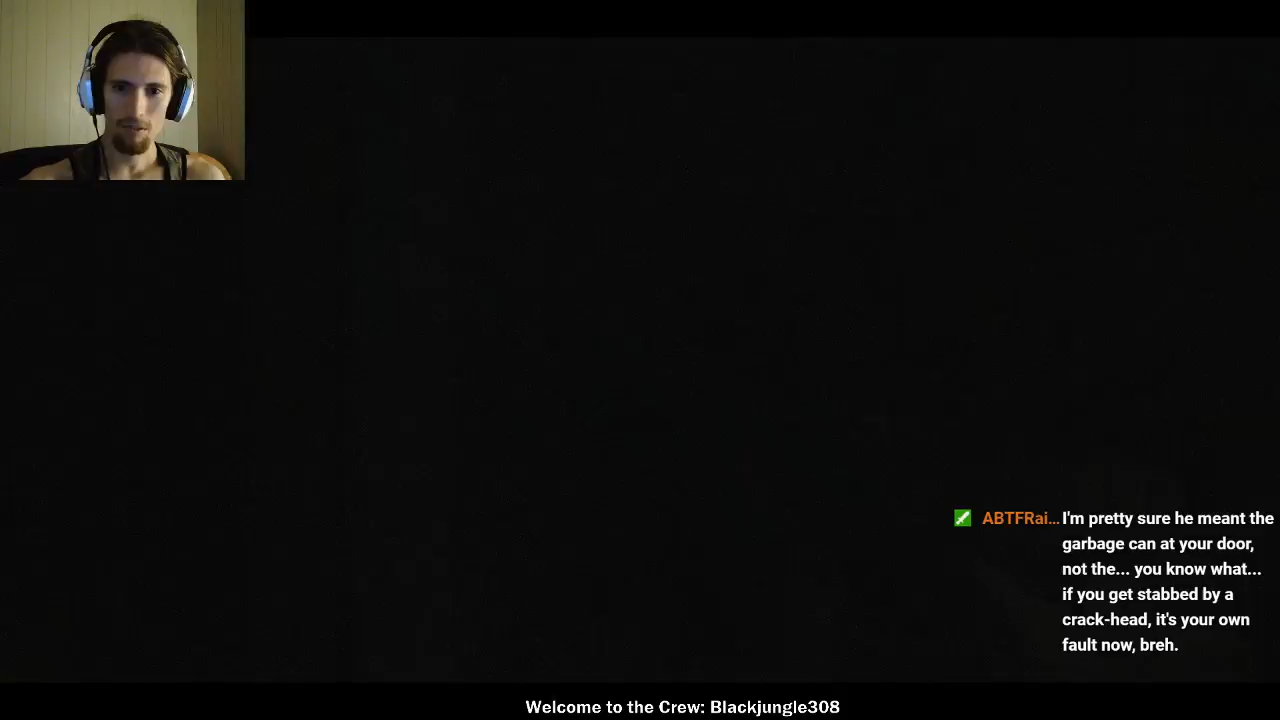 ABTFRai... I'm pretty sure he meant the
garbage can at your door,
not the... you know what...
if you get stabbed by a
crack-head, it's your own
fault now, breh.
Welcome to the Crew: Blackjungle308